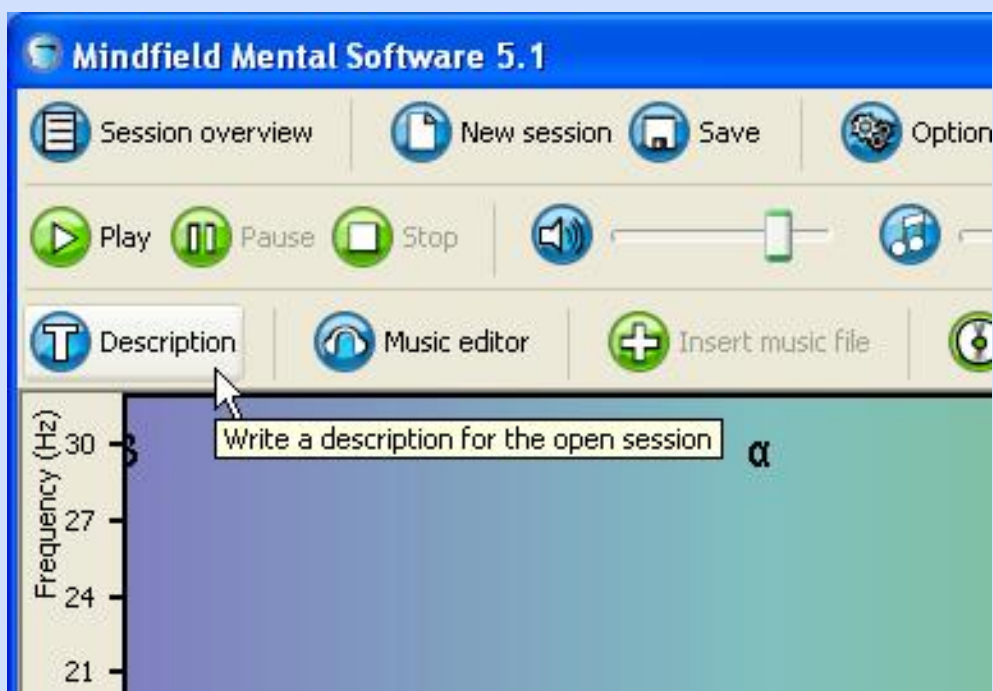 Mindfield Mental Software 5.1
Session overview New session Save Option
Play Pause Stop
Description Music editor Insert music file
Write a description for the open session
Frequency (Hz)
30
β α
27
24
21